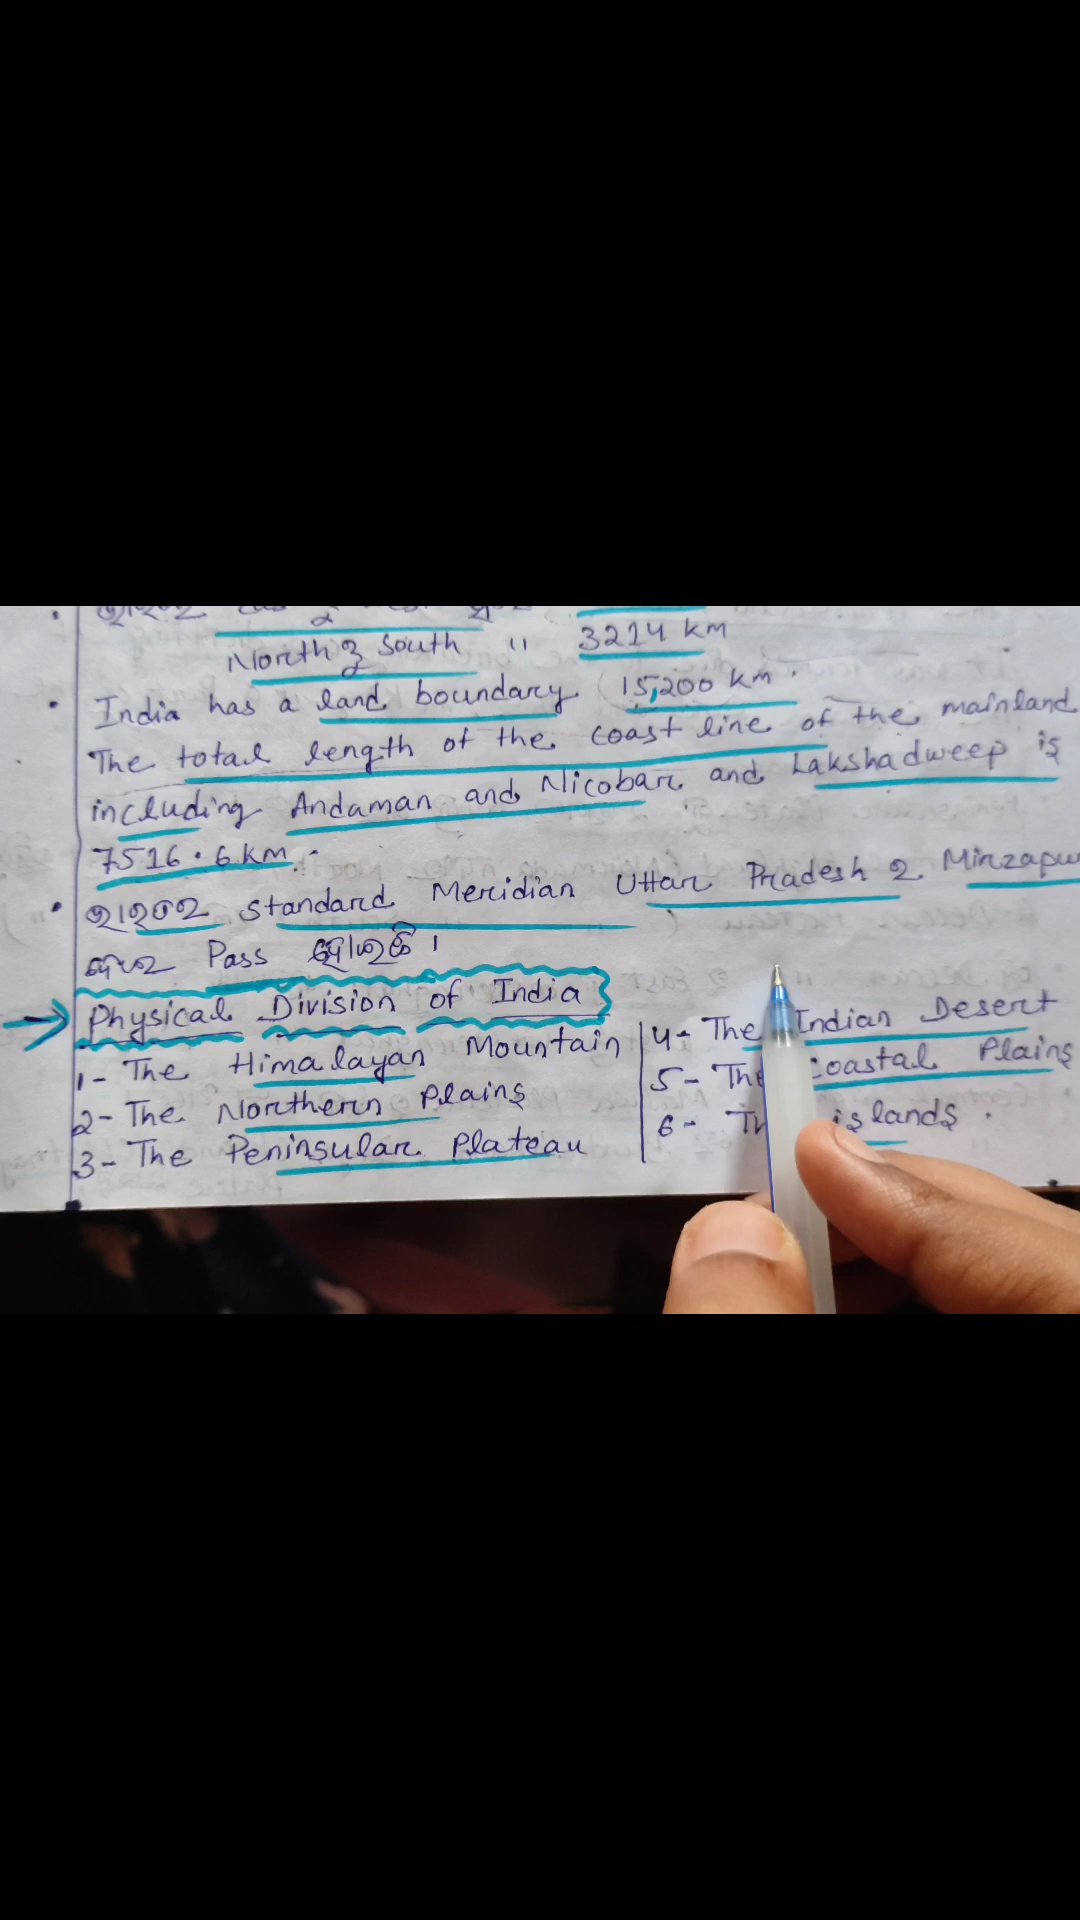 North ଓ South " 3214 km
India has a land boundary 15,200 km.
The total length of the coast line of the mainland
including Andaman and Nicobar and Lakshadweep is
7516.6 km.
ଭାରତର Standard Meridian Uttar Pradesh ର Mirzapur
Pass ।
→ Physical Division of India
1- The Himalayan Mountain
2- The Northern Plains
3- The Peninsular Plateau
4- The Indian Desert
5- The Coastal Plains
6- islands.